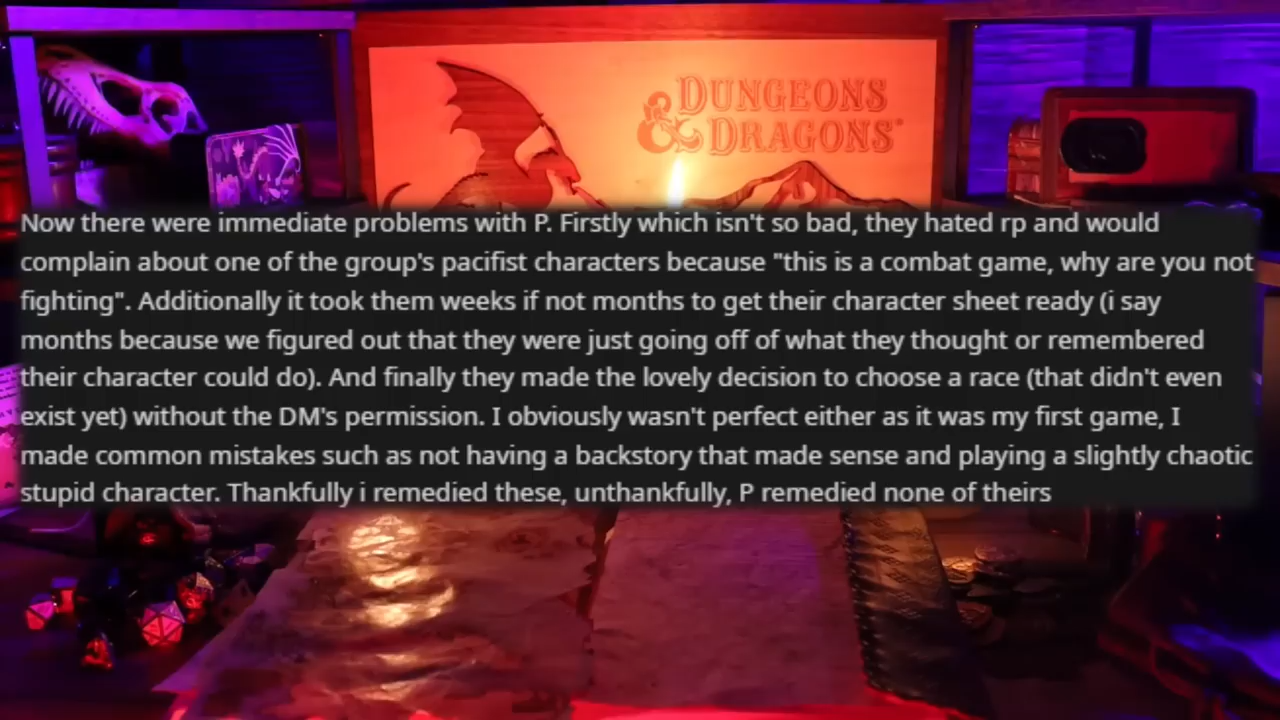 DUNGEONS
& DRAGONS
Now there were immediate problems with P. Firstly which isn't so bad, they hated rp and would
complain about one of the group's pacifist characters because "this is a combat game, why are you not
fighting". Additionally it took them weeks if not months to get their character sheet ready (i say
months because we figured out that they were just going off of what they thought or remembered
their character could do). And finally they made the lovely decision to choose a race (that didn't even
exist yet) without the DM's permission. I obviously wasn't perfect either as it was my first game, I
made common mistakes such as not having a backstory that made sense and playing a slightly chaotic
stupid character. Thankfully i remedied these, unthankfully, P remedied none of theirs